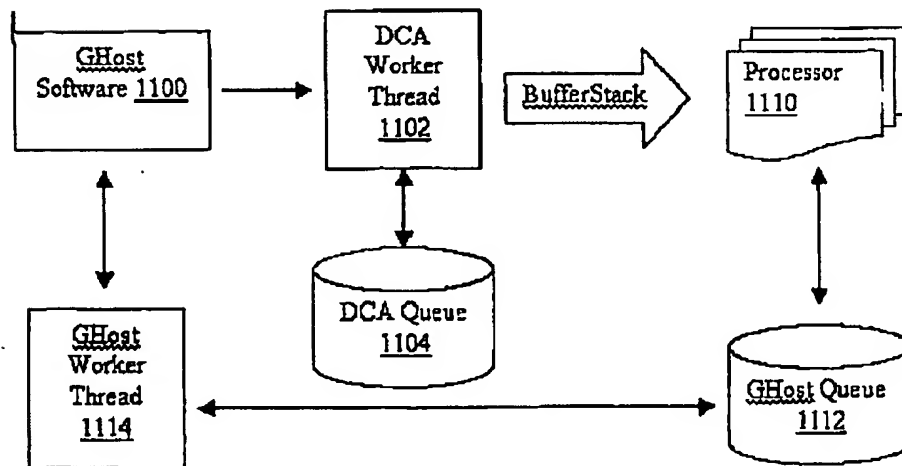 GHost
Software 1100
DCA
Worker
Thread
1102
BufferStack
Processor
1110
DCA Queue
1104
GHost
Worker
Thread
1114
GHost Queue
1112